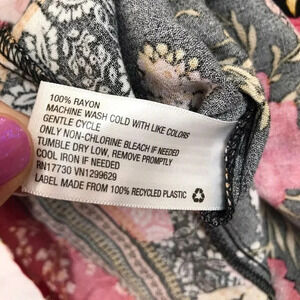 100% RAYON
MACHINE WASH COLD WITH LIKE COLORS
GENTLE CYCLE
ONLY NON-CHLORINE BLEACH IF NEEDED
TUMBLE DRY LOW, REMOVE PROMPTLY
COOL IRON IF NEEDED
RN17730 VN1299629
LABEL MADE FROM 100% RECYCLED PLASTIC